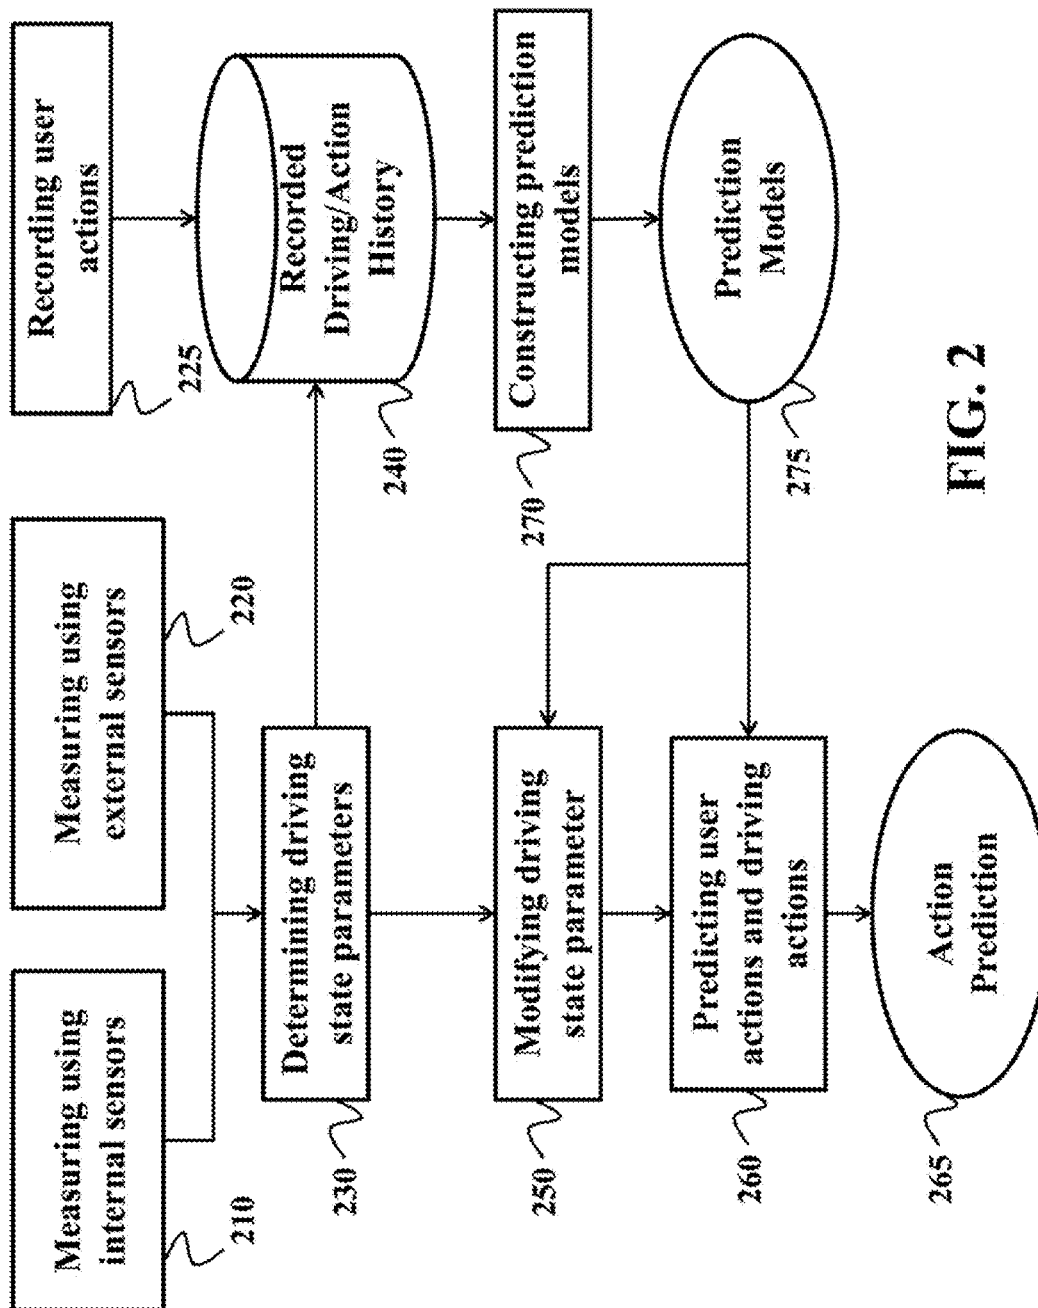 Measuring using
internal sensors
210
Measuring using
external sensors
220
Recording user
actions
225
Determining driving
state parameters
230
Recorded
Driving/Action
History
240
Modifying driving
state parameter
250
Constructing prediction
models
270
Predicting user
actions and driving
actions
260
Prediction
Models
275
Action
Prediction
265
FIG. 2